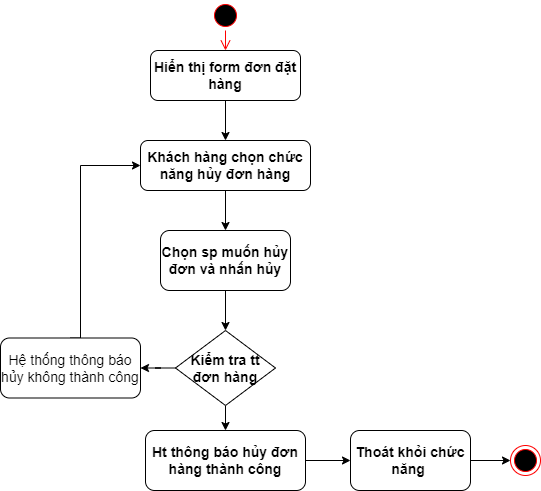 Hiển thị form đơn đặt
hàng
Khách hàng chọn chức
năng hủy đơn hàng
Chọn sp muốn hủy
đơn và nhấn hủy
Kiểm tra tt
đơn hàng
Hệ thống thông báo
hủy không thành công
Ht thông báo hủy đơn
hàng thành công
Thoát khỏi chức
năng